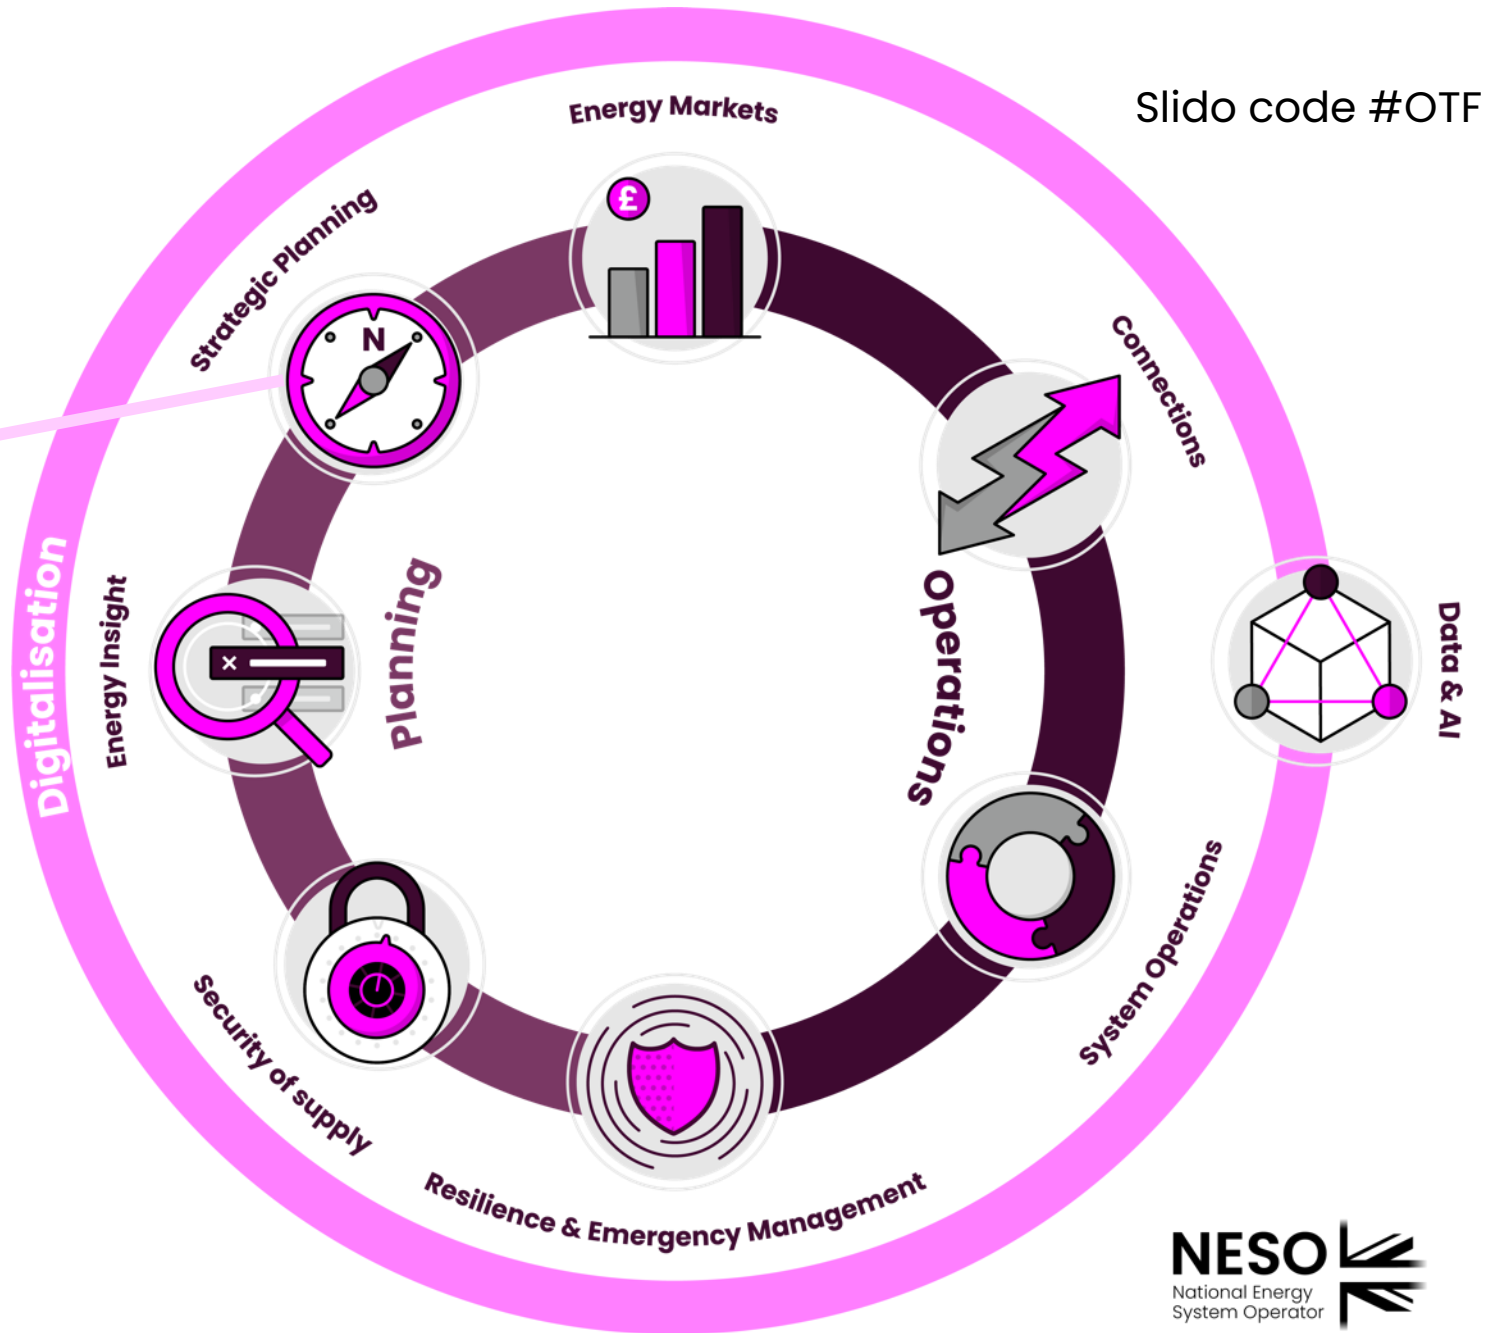 Energy Markets
Slido code #OTF
£
Strategic Planning
N
Connections
Digitalisation
Energy Insight
Planning
Operations
Data & AI
System Operations
Security of supply
Resilience & Emergency Management
NESO
National Energy
System Operator